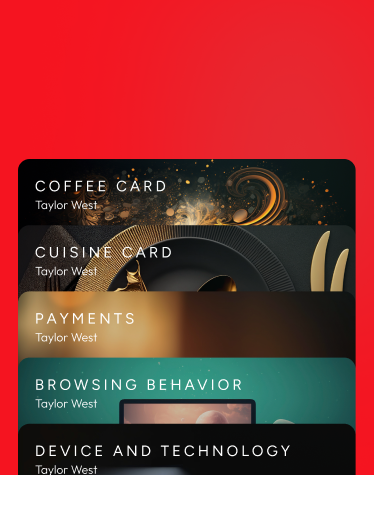 COFFEE CARD
Taylor West
CUISINE CARD
Taylor West
PAYMENTS
Taylor West
BROWSING BEHAVIOR
Taylor West
DEVICE AND TECHNOLOGY
Taylor West